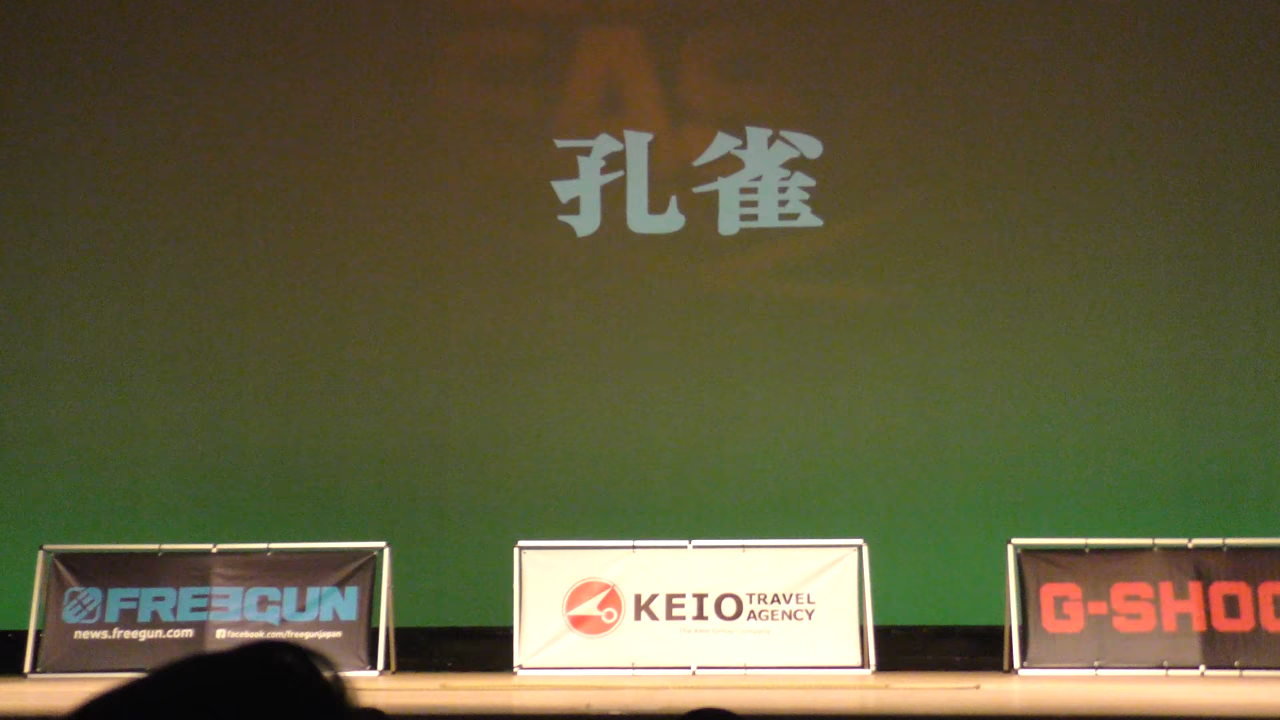 孔雀
FREEGUN
news.freegun.com
facebook.com/freegunjapan
KEIO TRAVEL AGENCY
G-SHOC